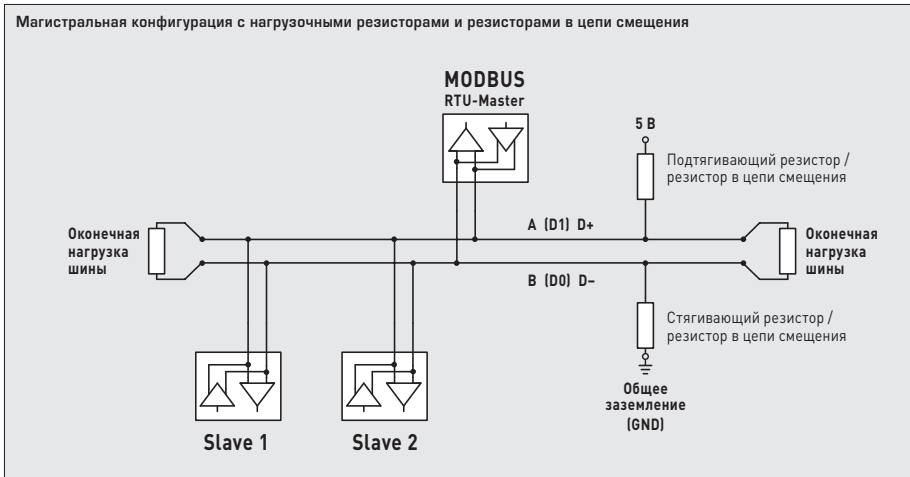 Магистральная конфигурация с нагрузочными резисторами и резисторами в цепи смещения
MODBUS
RTU-Master
5 В
Подтягивающий резистор /
резистор в цепи смещения
Оконечная
нагрузка
шины
A (D1) D+
Оконечная
нагрузка
шины
B (D0) D–
Стягивающий резистор /
резистор в цепи смещения
Общее
заземление
(GND)
Slave 1
Slave 2